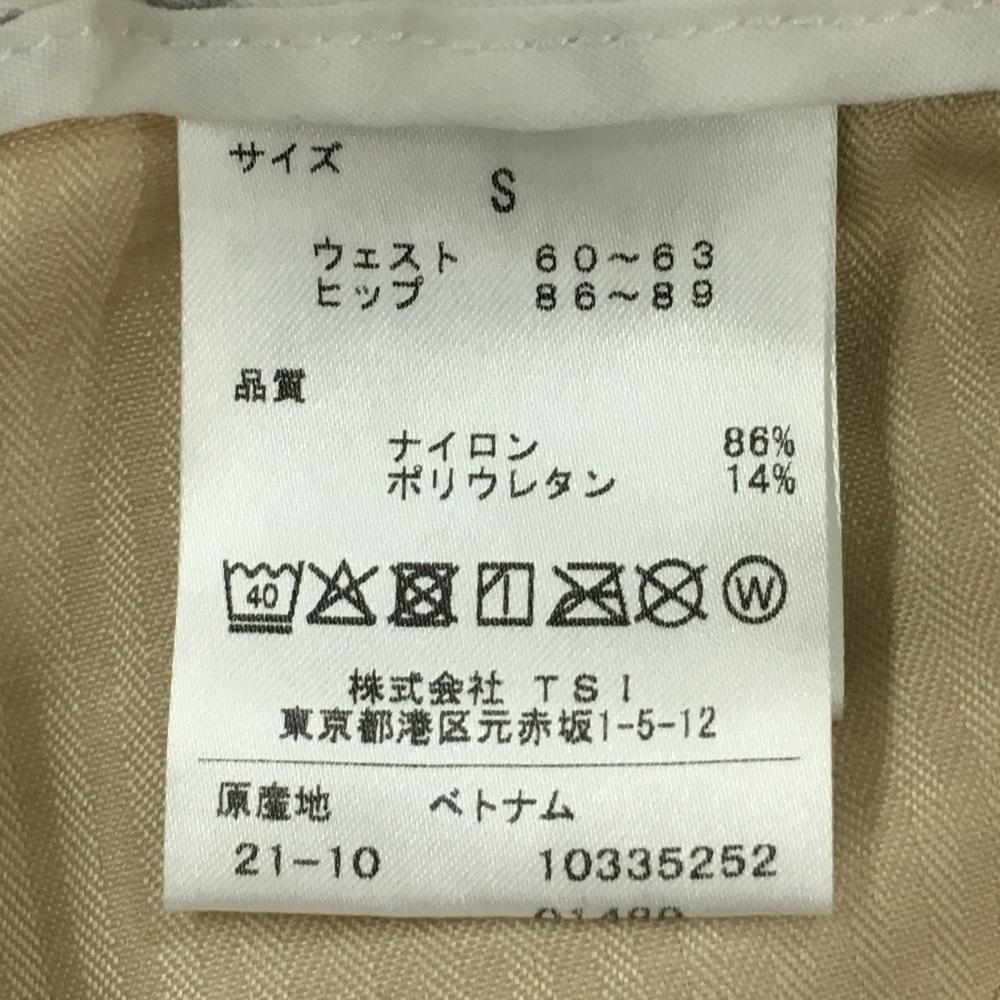 サイズ
S
ウェスト 60～63
ヒップ 86～89
品質
ナイロン 86%
ポリウレタン 14%
40 W
株式会社 TSI
東京都港区元赤坂1-5-12
原産地 ベトナム
21-10 10335252